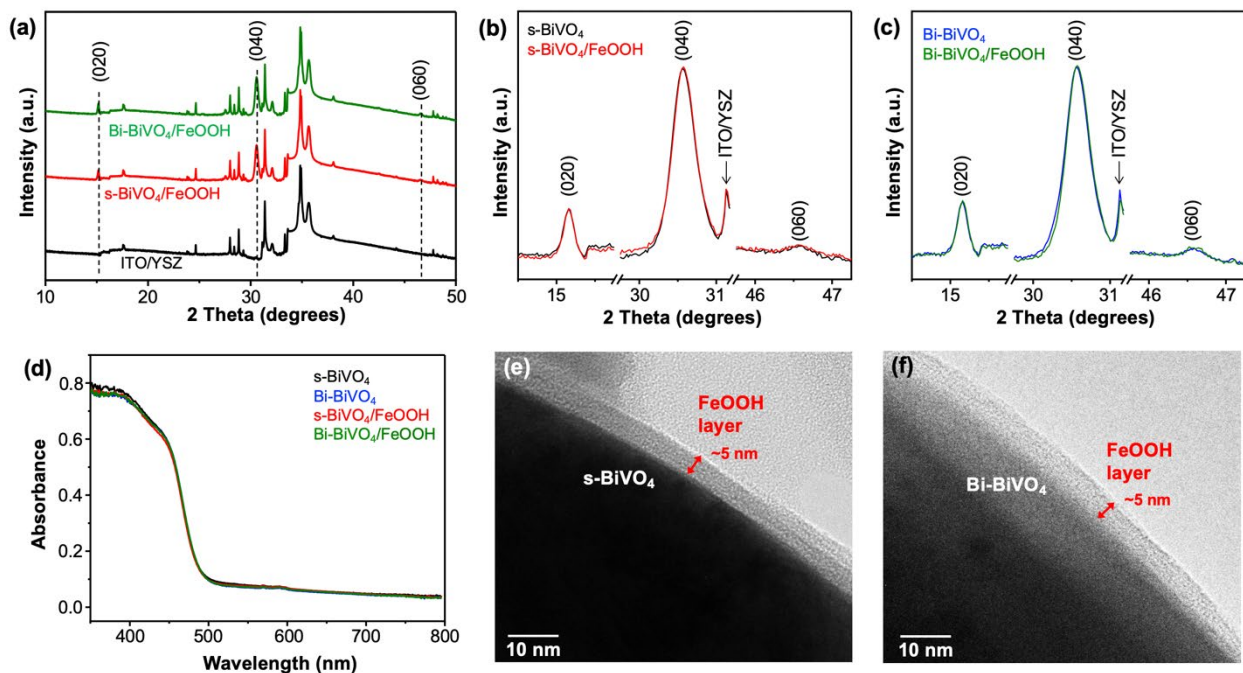 (a)
(020)
(040)
(060)
Bi-BiVO₄/FeOOH
s-BiVO₄/FeOOH
ITO/YSZ
Intensity (a.u.)
10 20 30 40 50
2 Theta (degrees)
(b)
s-BiVO₄
s-BiVO₄/FeOOH
(040)
(020)
ITO/YSZ
(060)
Intensity (a.u.)
15 30 31 46 47
2 Theta (degrees)
(c)
Bi-BiVO₄
Bi-BiVO₄/FeOOH
(040)
(020)
ITO/YSZ
(060)
Intensity (a.u.)
15 30 31 46 47
2 Theta (degrees)
(d)
s-BiVO₄
Bi-BiVO₄
s-BiVO₄/FeOOH
Bi-BiVO₄/FeOOH
0.8
0.6
0.4
0.2
0.0
Absorbance
400 500 600 700 800
Wavelength (nm)
(e)
FeOOH
layer
~5 nm
s-BiVO₄
10 nm
(f)
FeOOH
layer
~5 nm
Bi-BiVO₄
10 nm